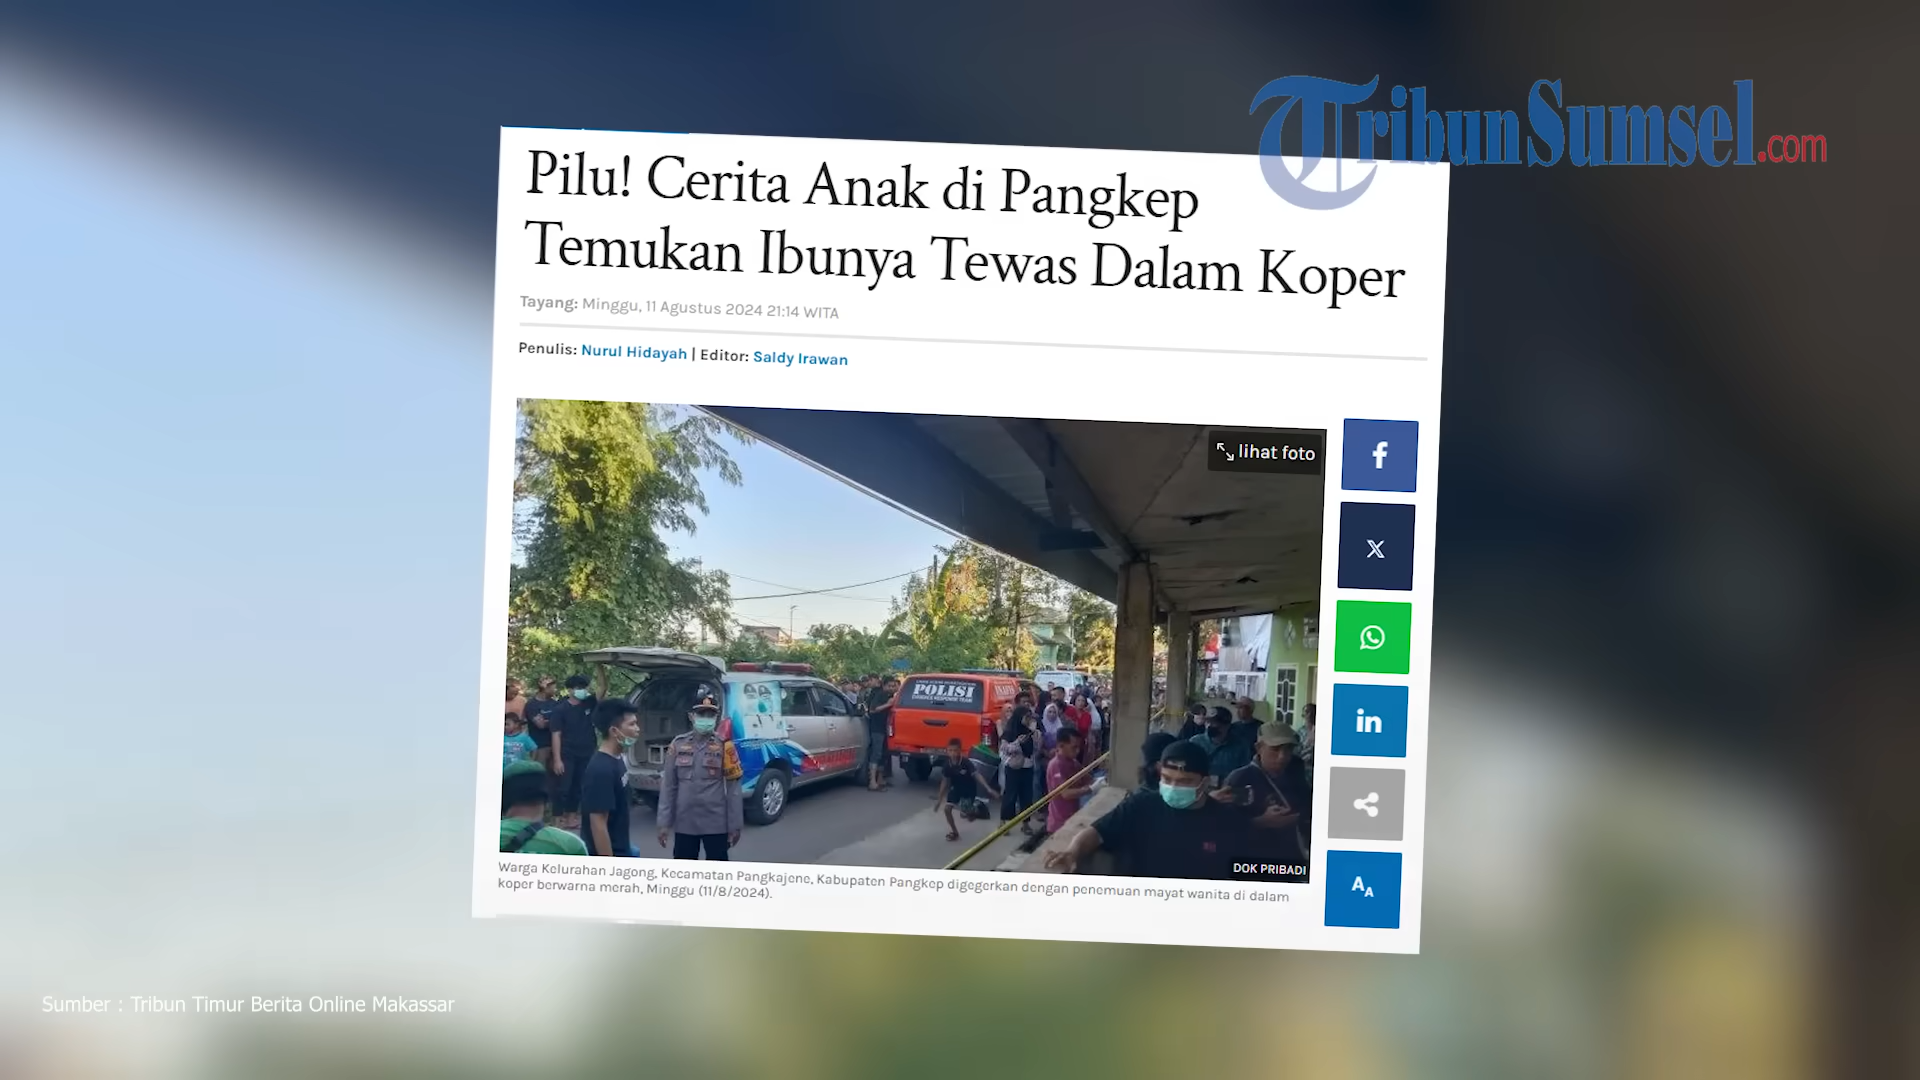 TribunSumsel.com
Pilu! Cerita Anak di Pangkep
Temukan Ibunya Tewas Dalam Koper
Tayang: Minggu, 11 Agustus 2024 21:14 WITA
Penulis: Nurul Hidayah | Editor: Saldy Irawan
lihat foto
POLISI
INAFIS
DOK PRIBADI
Warga Kelurahan Jagong, Kecamatan Pangkajene, Kabupaten Pangkep digegerkan dengan penemuan mayat wanita di dalam
koper berwarna merah, Minggu (11/8/2024).
Sumber : Tribun Timur Berita Online Makassar